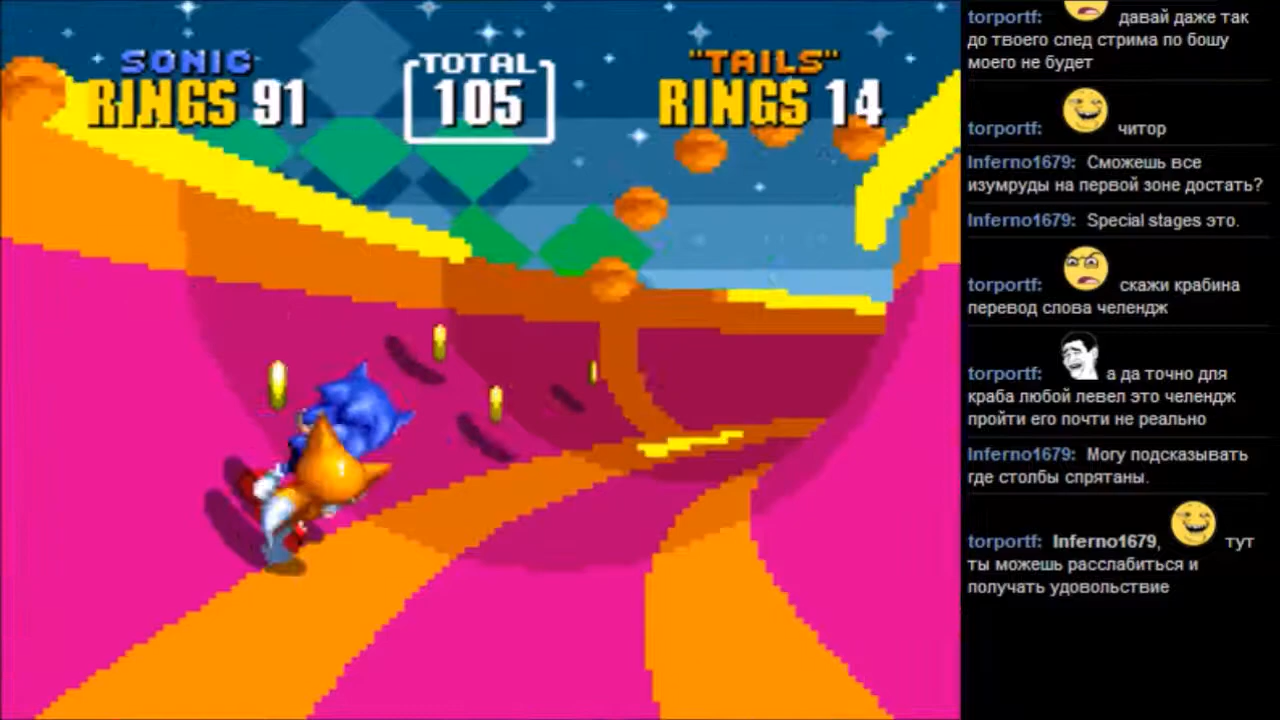 SONIC
RINGS 91
TOTAL
105
"TAILS"
RINGS 14
torportf: давай даже так
до твоего след стрима по бошу
моего не будет
torportf: читор
Inferno1679: Сможешь все
изумруды на первой зоне достать?
Inferno1679: Special stages это.
torportf: скажи крабина
перевод слова челендж
torportf: а да точно для
краба любой левел это челендж
пройти его почти не реально
Inferno1679: Могу подсказывать
где столбы спрятаны.
torportf: Inferno1679, тут
ты можешь расслабиться и
получать удовольствие